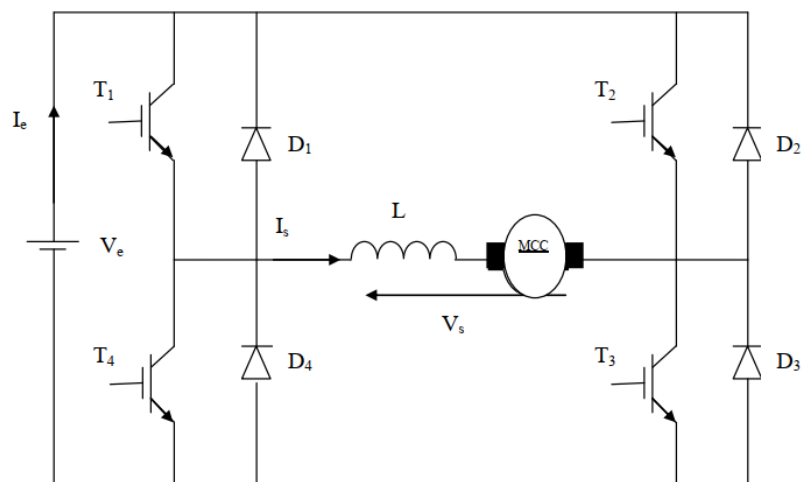 T₁
T₂
Iₑ
D₁
D₂
L
Iₛ
MCC
Vₑ
Vₛ
T₄
D₄
T₃
D₃